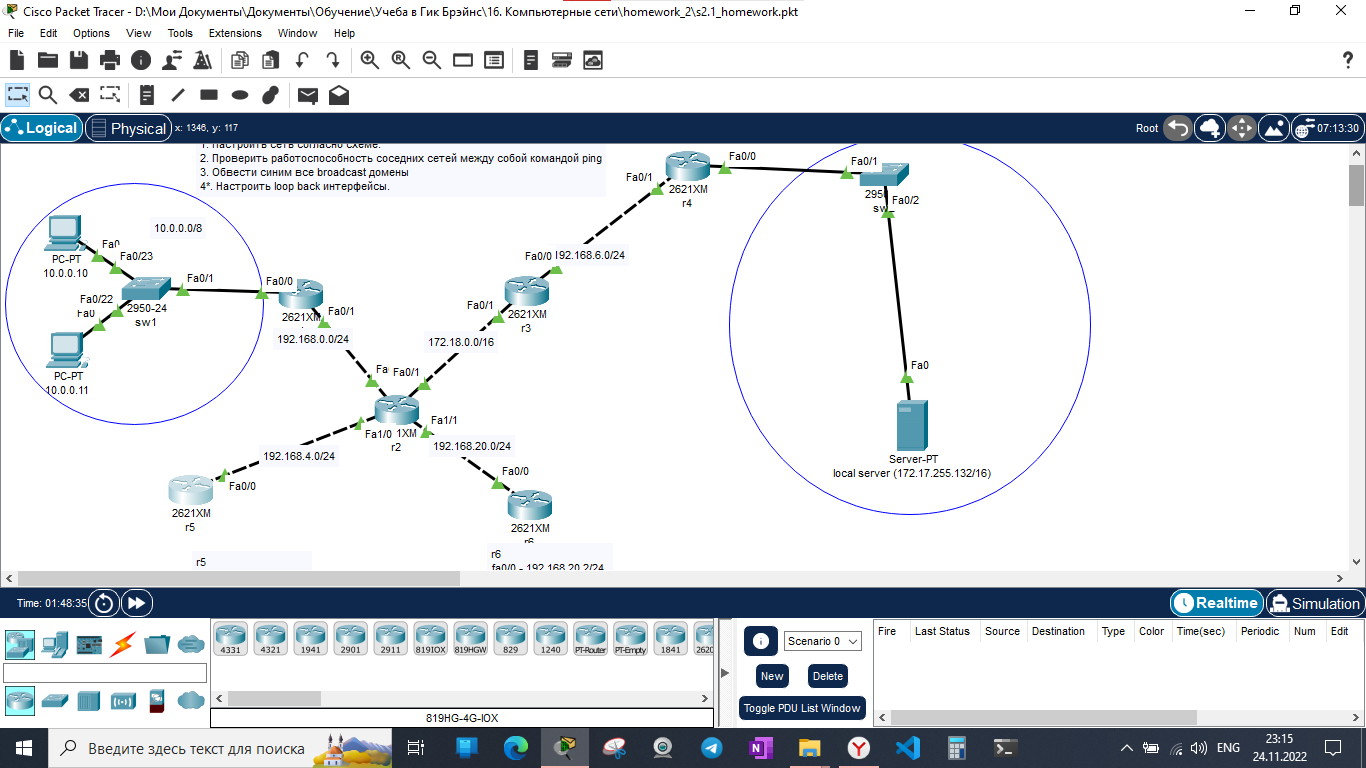 Cisco Packet Tracer - D:\Мои Документы\Документы\Обучение\Учеба в Гик Брэйнс\16. Компьютерные сети\homework_2\s2.1_homework.pkt
File Edit Options View Tools Extensions Window Help
Logical Physical x: 1346, y: 117 Root 07:13:30
1. Настроить сеть согласно схеме.
2. Проверить работоспособность соседних сетей между собой командой ping
3. Обвести синим все broadcast домены
4*. Настроить loop back интерфейсы.
Fa0/0
Fa0/1
Fa0/1
2621XM
r4
Fa0/2
10.0.0.0/8
PC-PT
10.0.0.10
Fa0/23
Fa0/1
Fa0/0
Fa0/22
2950-24
sw1
Fa0/1
PC-PT
10.0.0.11
192.168.0.0/24
Fa0/0
192.168.6.0/24
Fa0/1
2621XM
r3
172.18.0.0/16
Fa0/1
Fa1/0
1XM
r2
Fa1/1
192.168.4.0/24
192.168.20.0/24
Fa0/0
2621XM
r5
Fa0/0
2621XM
r6
Fa0
Server-PT
local server (172.17.255.132/16)
r5
r6
fa0/0 - 192.168.20.2/24
Time: 01:48:35 Realtime Simulation
4331 4321 1941 2901 2911 819IOX 819HGW 829 1240 PT-Router PT-Empty 1841 2620
819HG-4G-IOX
Scenario 0
New Delete
Toggle PDU List Window
Fire Last Status Source Destination Type Color Time(sec) Periodic Num Edit
Введите здесь текст для поиска
ENG
23:15
24.11.2022